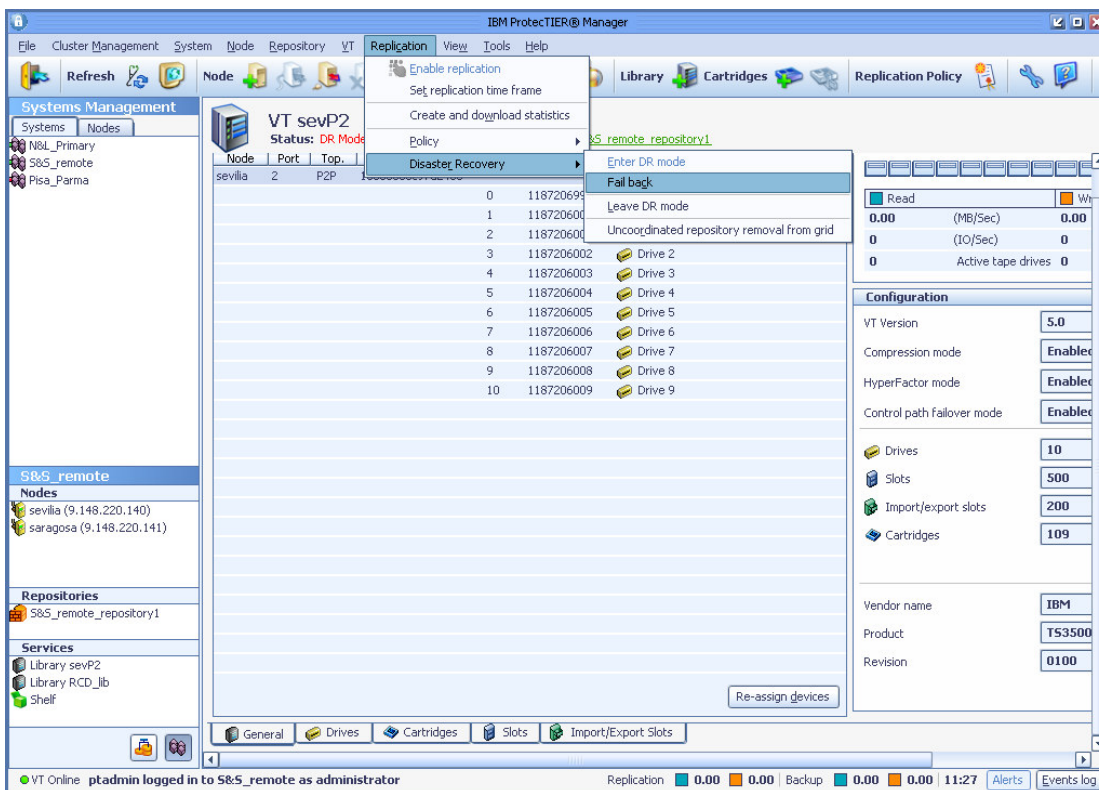 IBM ProtecTIER® Manager
File Cluster Management System Node Repository VT Replication View Tools Help
Refresh Node Library Cartridges Replication Policy
Enable replication
Set replication time frame
Create and download statistics
Policy
Disaster Recovery
Enter DR mode
Fail back
Leave DR mode
Uncoordinated repository removal from grid
Systems Management
Systems Nodes
N&L_Primary
S&S_remote
Pisa_Parma
VT sevP2
Status: DR Mode
S_remote_repository1
Node Port Top.
sevilia 2 P2P
0 118720699
1 118720600
2 118720600
3 1187206002 Drive 2
4 1187206003 Drive 3
5 1187206004 Drive 4
6 1187206005 Drive 5
7 1187206006 Drive 6
8 1187206007 Drive 7
9 1187206008 Drive 8
10 1187206009 Drive 9
Re-assign devices
General Drives Cartridges Slots Import/Export Slots
Read
0.00 (MB/Sec) 0.00
0 (IO/Sec) 0
0 Active tape drives 0
Configuration
VT Version 5.0
Compression mode Enabled
HyperFactor mode Enabled
Control path failover mode Enabled
Drives 10
Slots 500
Import/export slots 200
Cartridges 109
Vendor name IBM
Product TS3500
Revision 0100
S&S_remote
Nodes
sevilia (9.148.220.140)
saragosa (9.148.220.141)
Repositories
S&S_remote_repository1
Services
Library sevP2
Library RCD_lib
Shelf
VT Online ptadmin logged in to S&S_remote as administrator Replication 0.00 0.00 Backup 0.00 0.00 11:27 Alerts Events log